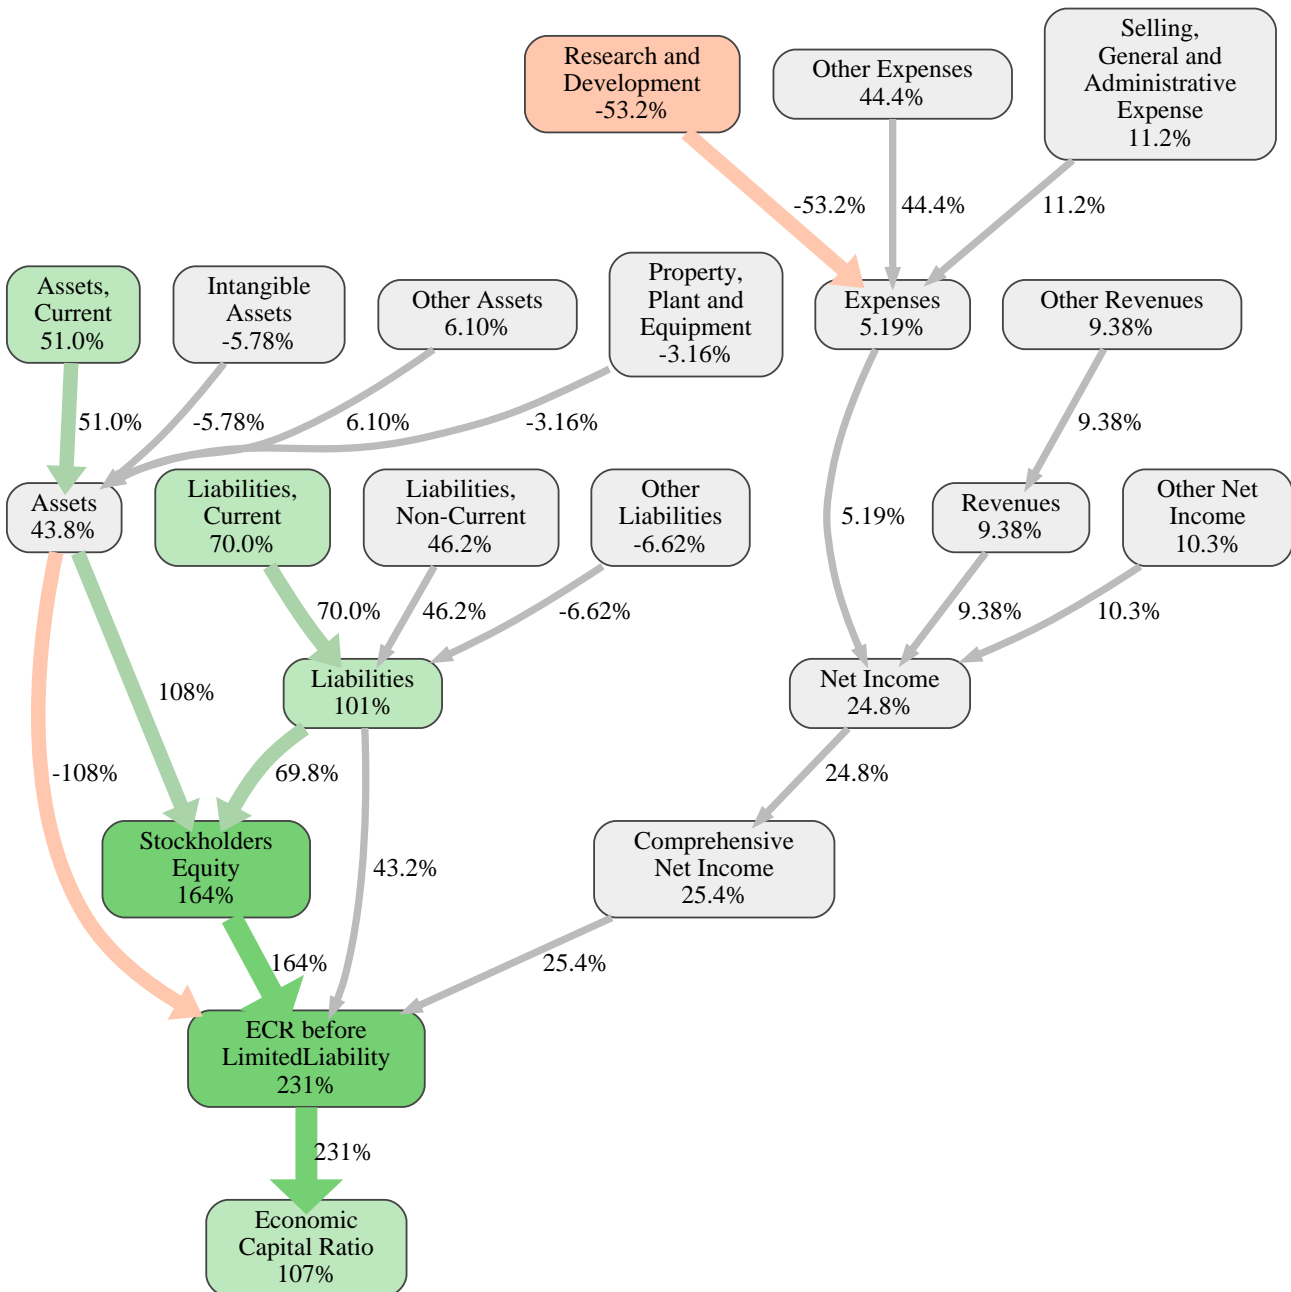 Research and
Development
-53.2%
Other Expenses
44.4%
Selling,
General and
Administrative
Expense
11.2%
-53.2%
44.4%
11.2%
Assets,
Current
51.0%
Intangible
Assets
-5.78%
Other Assets
6.10%
Property,
Plant and
Equipment
-3.16%
Expenses
5.19%
Other Revenues
9.38%
51.0%
-5.78%
6.10%
-3.16%
9.38%
Assets
43.8%
Liabilities,
Current
70.0%
Liabilities,
Non-Current
46.2%
Other
Liabilities
-6.62%
5.19%
Revenues
9.38%
Other Net
Income
10.3%
70.0%
46.2%
-6.62%
9.38%
10.3%
108%
Liabilities
101%
Net Income
24.8%
-108%
69.8%
24.8%
Stockholders
Equity
164%
43.2%
Comprehensive
Net Income
25.4%
164%
25.4%
ECR before
LimitedLiability
231%
231%
Economic
Capital Ratio
107%